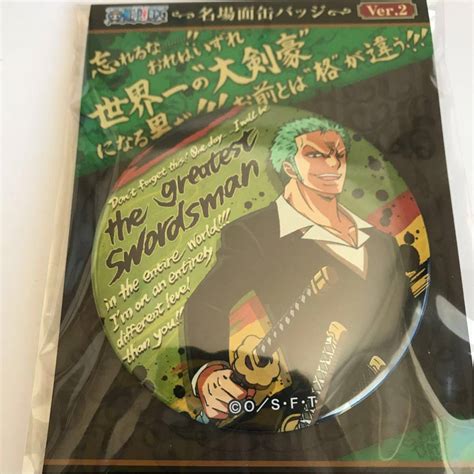 ONE PIECE
名場面缶バッジ
Ver.2
忘れるな‼
おれはいずれ
世界一の"大剣豪"
になる男だ!!! お前とは"格"が違う!!!
Don't forget this! One day... I will be
the greatest
Swordsman
in the entire world!!!
I'm on an entirely
different level
than you!!
©O/S・F・T